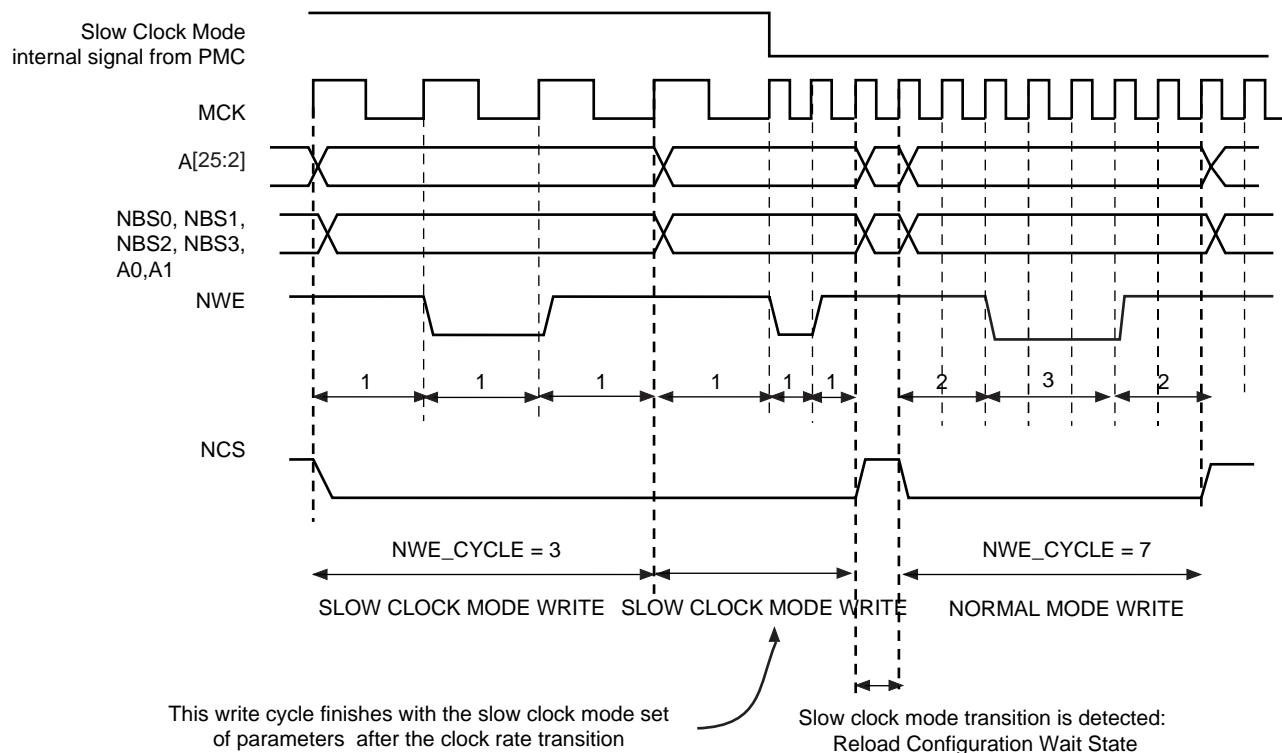 Slow Clock Mode
internal signal from PMC
MCK
A[25:2]
NBS0, NBS1,
NBS2, NBS3,
A0,A1
NWE
1 1 1 1 1 1 2 3 2
NCS
NWE_CYCLE = 3 NWE_CYCLE = 7
SLOW CLOCK MODE WRITE SLOW CLOCK MODE WRITE NORMAL MODE WRITE
This write cycle finishes with the slow clock mode set
of parameters after the clock rate transition
Slow clock mode transition is detected:
Reload Configuration Wait State